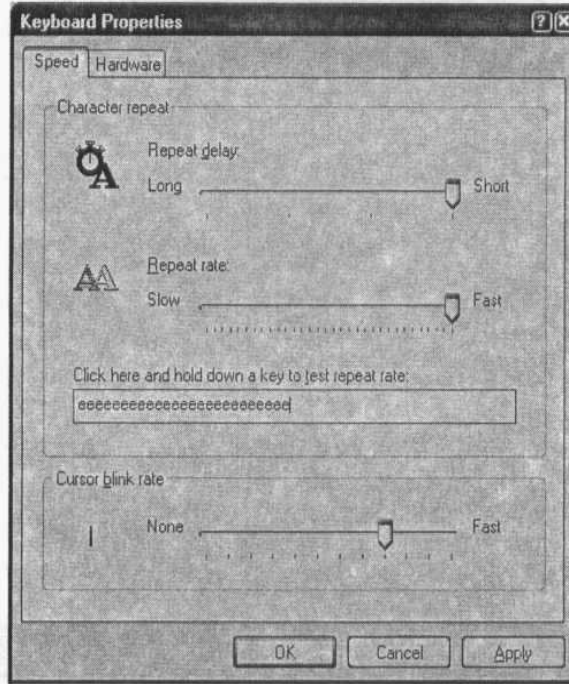 Keyboard Properties
Speed Hardware
Character repeat
Repeat delay:
Long Short
Repeat rate:
Slow Fast
Click here and hold down a key to test repeat rate:
eeeeeeeeeeeeeeeeeeeeeeeee
Cursor blink rate
None Fast
OK Cancel Apply